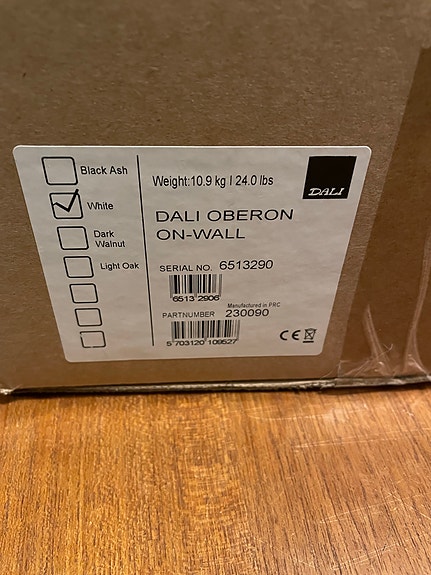 Black Ash
White
Dark
Walnut
Light Oak
Weight:10.9 kg | 24.0 lbs
DALI
DALI OBERON
ON-WALL
SERIAL NO. 6513290
6513 2906
Manufactured in PRC
PARTNUMBER 230090
5 703120 109527
CE